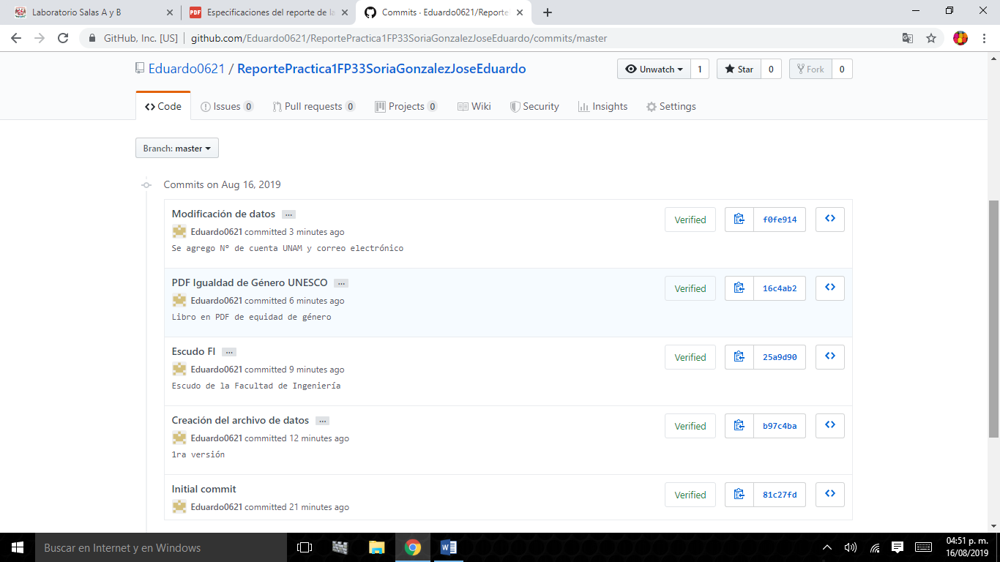 Laboratorio Salas A y B
Especificaciones del reporte de la
Commits · Eduardo0621/Reporte
GitHub, Inc. [US] | github.com/Eduardo0621/ReportePractica1FP33SoriaGonzalezJoseEduardo/commits/master
Eduardo0621 / ReportePractica1FP33SoriaGonzalezJoseEduardo
Unwatch 1 Star 0 Fork 0
Code Issues 0 Pull requests 0 Projects 0 Wiki Security Insights Settings
Branch: master
Commits on Aug 16, 2019
Modificación de datos ...
Verified f0fe914
Eduardo0621 committed 3 minutes ago
Se agrego Nº de cuenta UNAM y correo electrónico
PDF Igualdad de Género UNESCO ...
Verified 16c4ab2
Eduardo0621 committed 6 minutes ago
Libro en PDF de equidad de género
Escudo FI ...
Verified 25a9d90
Eduardo0621 committed 9 minutes ago
Escudo de la Facultad de Ingeniería
Creación del archivo de datos ...
Verified b97c4ba
Eduardo0621 committed 12 minutes ago
1ra versión
Initial commit
Verified 81c27fd
Eduardo0621 committed 21 minutes ago
Buscar en Internet y en Windows
04:51 p. m.
16/08/2019